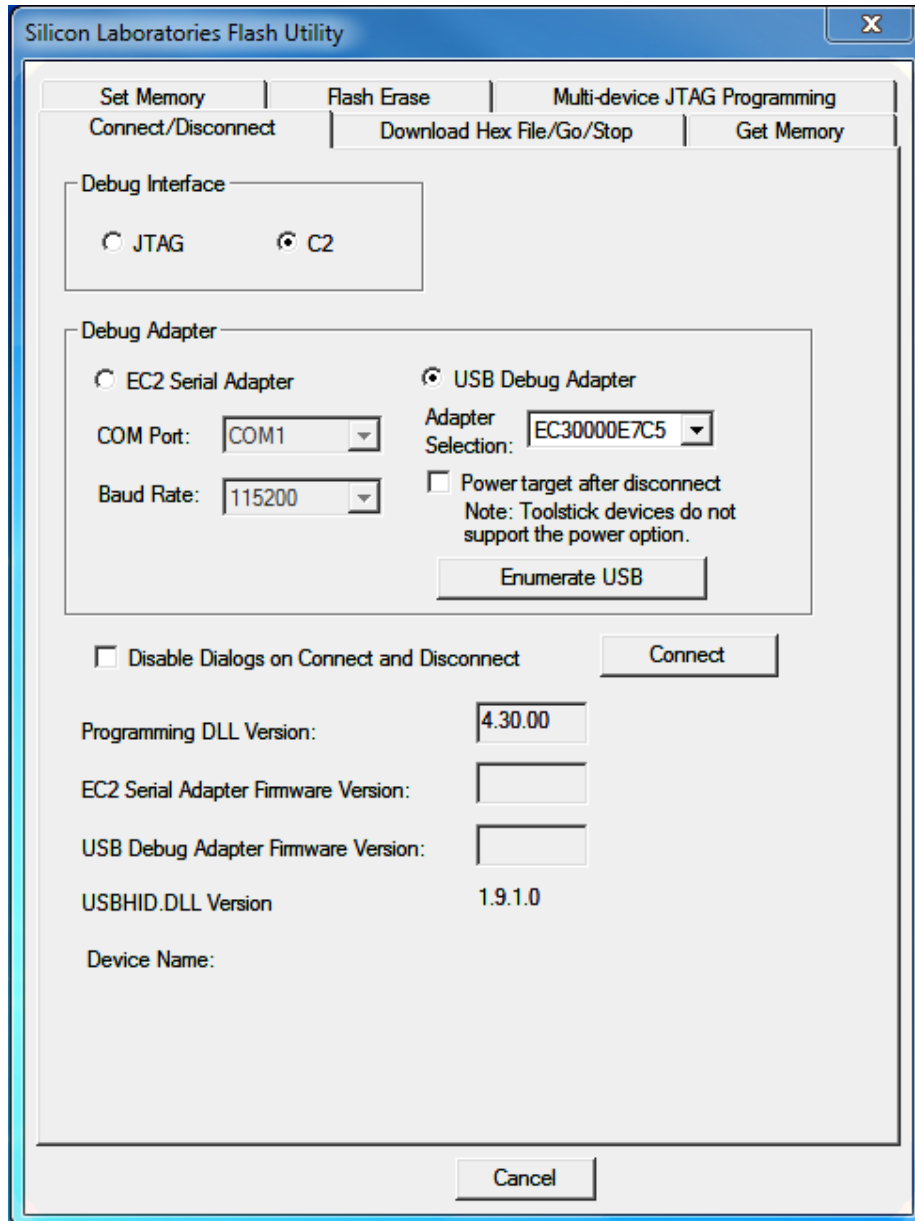 Silicon Laboratories Flash Utility
X
Set Memory
Flash Erase
Multi-device JTAG Programming
Connect/Disconnect
Download Hex File/Go/Stop
Get Memory
Debug Interface
JTAG
C2
Debug Adapter
EC2 Serial Adapter
USB Debug Adapter
COM Port:
COM1
Adapter
Selection:
EC30000E7C5
Baud Rate:
115200
Power target after disconnect
Note: Toolstick devices do not
support the power option.
Enumerate USB
Disable Dialogs on Connect and Disconnect
Connect
Programming DLL Version:
4.30.00
EC2 Serial Adapter Firmware Version:
USB Debug Adapter Firmware Version:
USBHID.DLL Version
1.9.1.0
Device Name:
Cancel